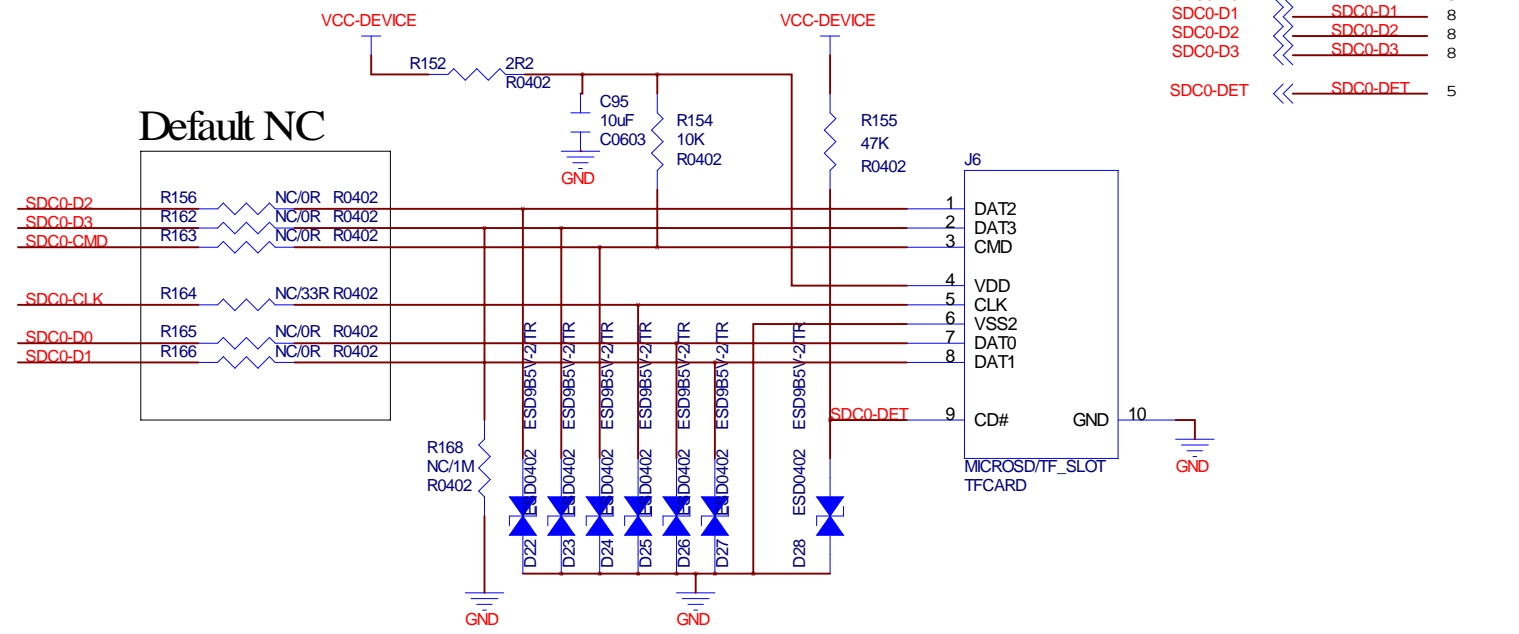 VCC-DEVICE
VCC-DEVICE
SDC0-D1 SDC0-D1 8
SDC0-D2 SDC0-D2 8
SDC0-D3 SDC0-D3 8
SDC0-DET SDC0-DET 5
R152 2R2
R0402
C95
10uF
C0603
GND
R154
10K
R0402
R155
47K
R0402
Default NC
SDC0-D2 R156 NC/0R R0402
SDC0-D3 R162 NC/0R R0402
SDC0-CMD R163 NC/0R R0402
SDC0-CLK R164 NC/33R R0402
SDC0-D0 R165 NC/0R R0402
SDC0-D1 R166 NC/0R R0402
J6
1 DAT2
2 DAT3
3 CMD
4 VDD
5 CLK
6 VSS2
7 DAT0
8 DAT1
SDC0-DET 9 CD#
GND 10
GND
MICROSD/TF_SLOT
TFCARD
R168
NC/1M
R0402
GND
D22 ESD0402 ESD9B5V-2/TR
D23 ESD0402 ESD9B5V-2/TR
D24 ESD0402 ESD9B5V-2/TR
D25 ESD0402 ESD9B5V-2/TR
D26 ESD0402 ESD9B5V-2/TR
D27 ESD0402 ESD9B5V-2/TR
D28 ESD0402 ESD9B5V-2/TR
GND